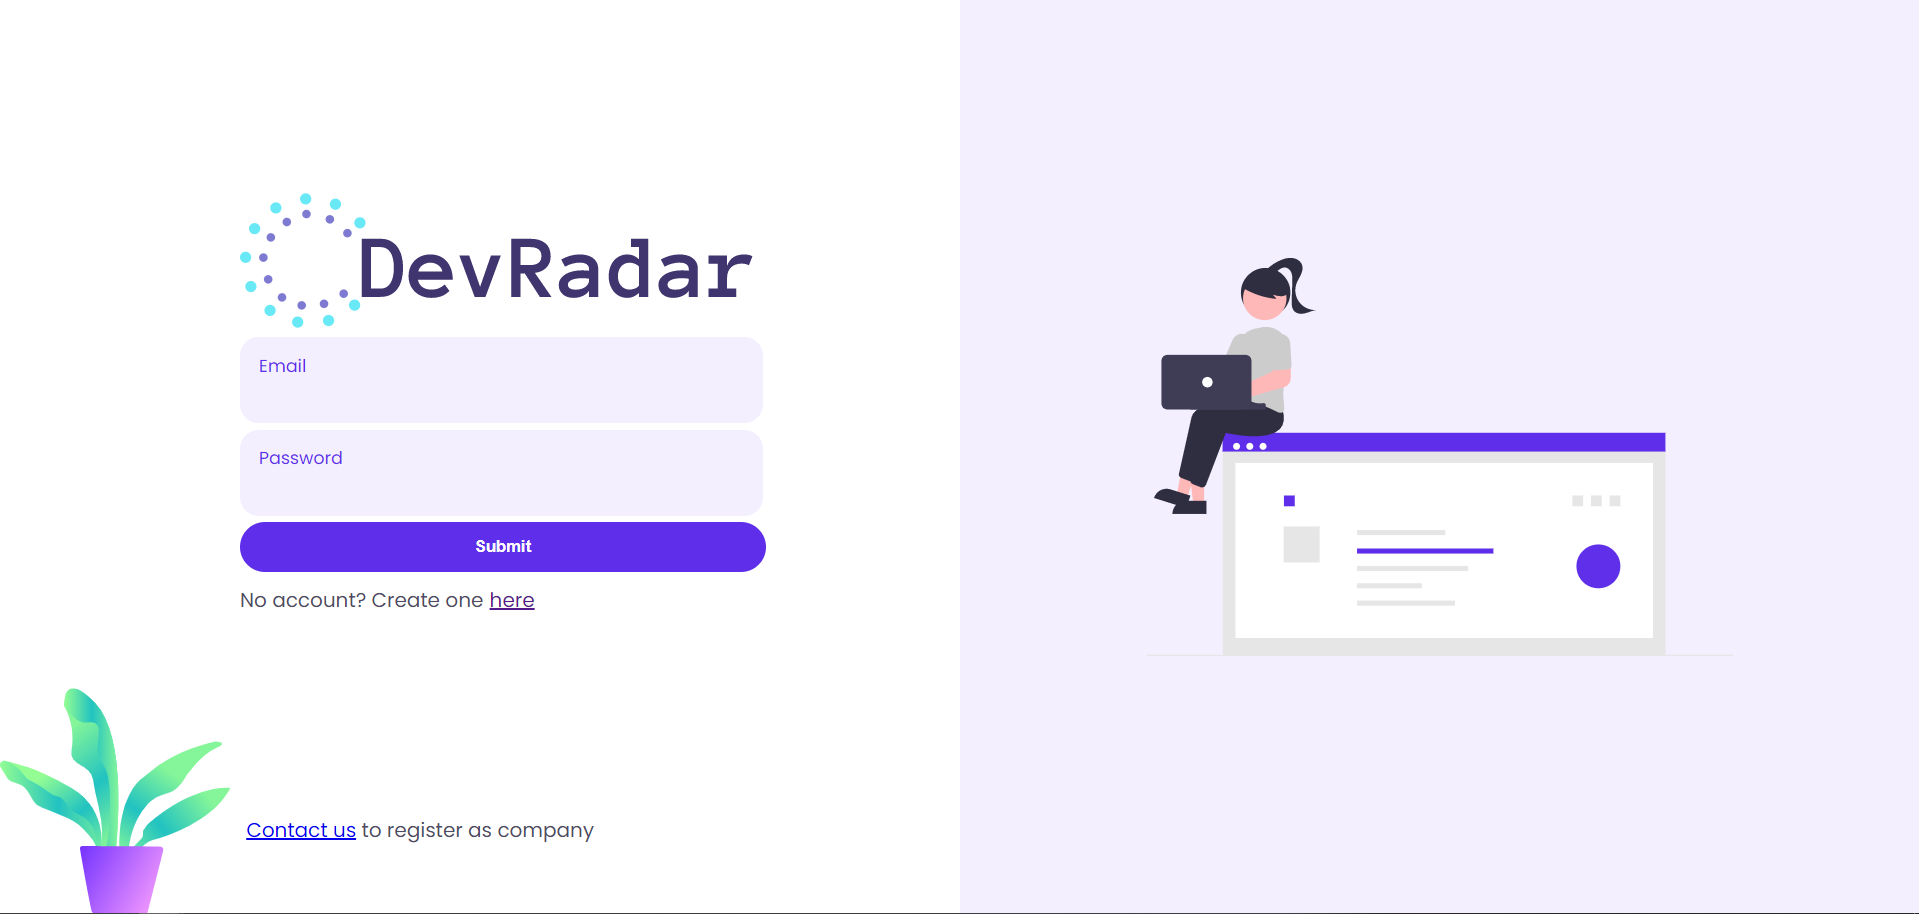 DevRadar
Email
Password
Submit
No account? Create one here
Contact us to register as company